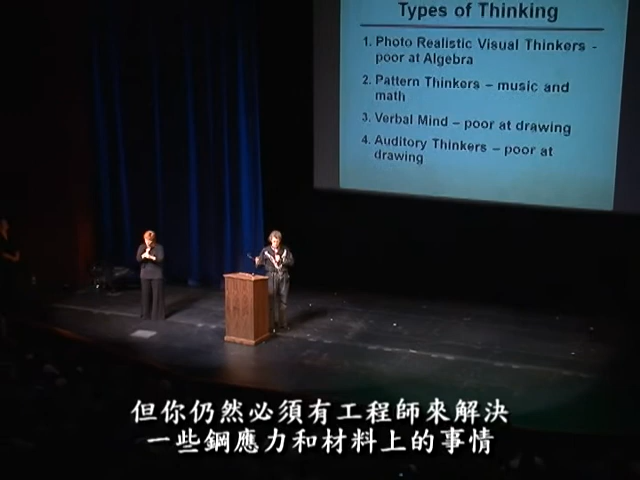 Types of Thinking
1. Photo Realistic Visual Thinkers -
poor at Algebra
2. Pattern Thinkers – music and
math
3. Verbal Mind – poor at drawing
4. Auditory Thinkers – poor at
drawing
但你仍然必須有工程師來解決
一些鋼應力和材料上的事情